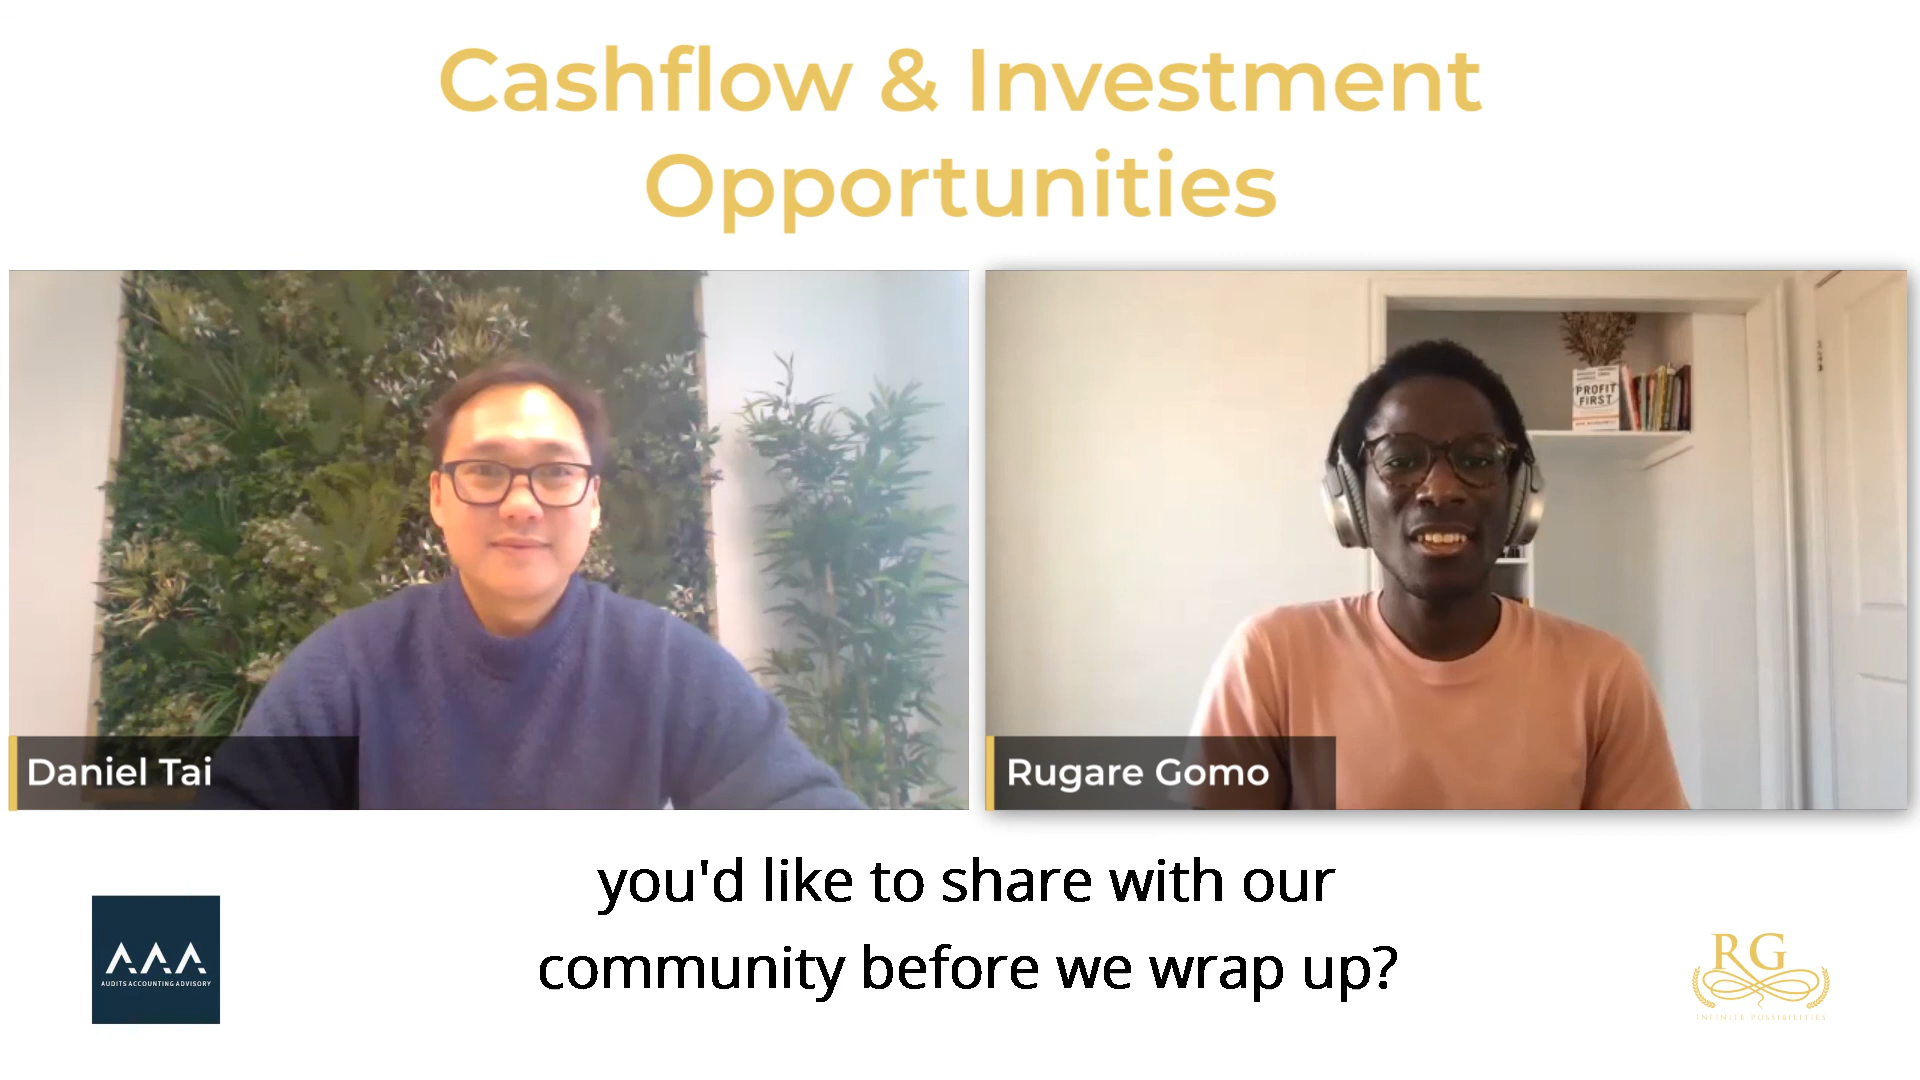 Cashflow & Investment
Opportunities
PROFIT
FIRST
Daniel Tai
Rugare Gomo
you'd like to share with our
community before we wrap up?
AAA
AUDITS ACCOUNTING ADVISORY
RG
INFINITE POSSIBILITIES